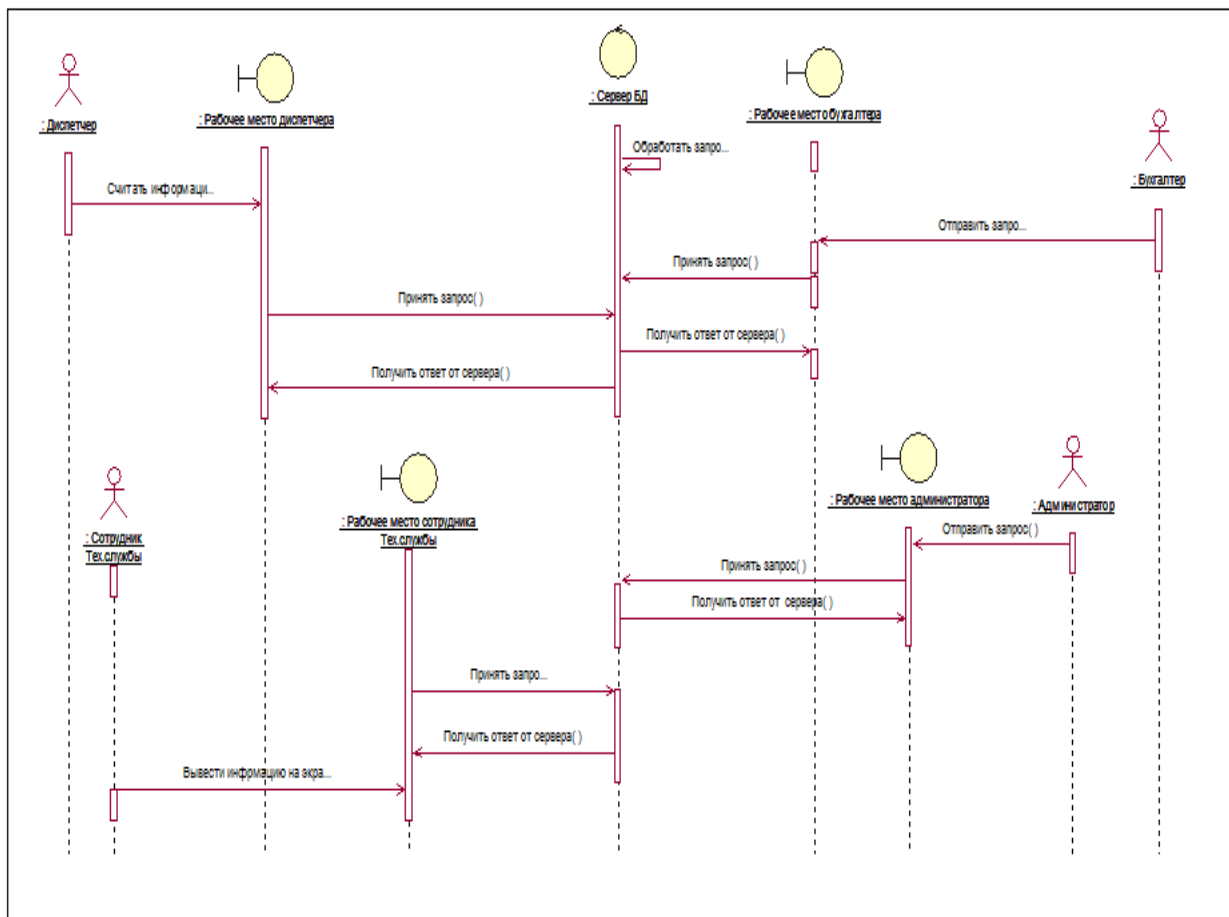 : Диспетчер
: Рабочее место диспетчера
: Сервер БД
: Рабочее место бухгалтера
: Бухгалтер
Обработать запро...
Считать информаци...
Отправить запро...
Принять запрос( )
Принять запрос( )
Получить ответ от сервера( )
Получить ответ от сервера( )
: Сотрудник
Тех.службы
: Рабочее место сотрудника
Тех.службы
: Рабочее место администратора
: Администратор
Отправить запрос( )
Принять запрос( )
Получить ответ от сервера( )
Принять запро...
Получить ответ от сервера( )
Вывести инфрмацию на экра...